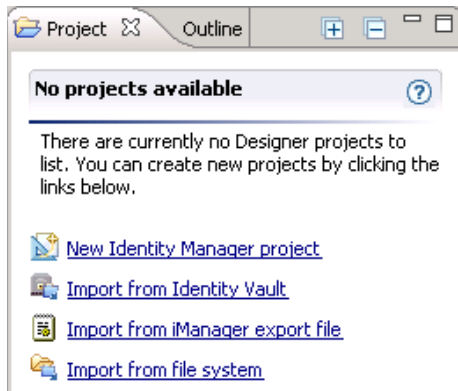 Project Outline
No projects available
There are currently no Designer projects to
list. You can create new projects by clicking the
links below.
New Identity Manager project
Import from Identity Vault
Import from iManager export file
Import from file system